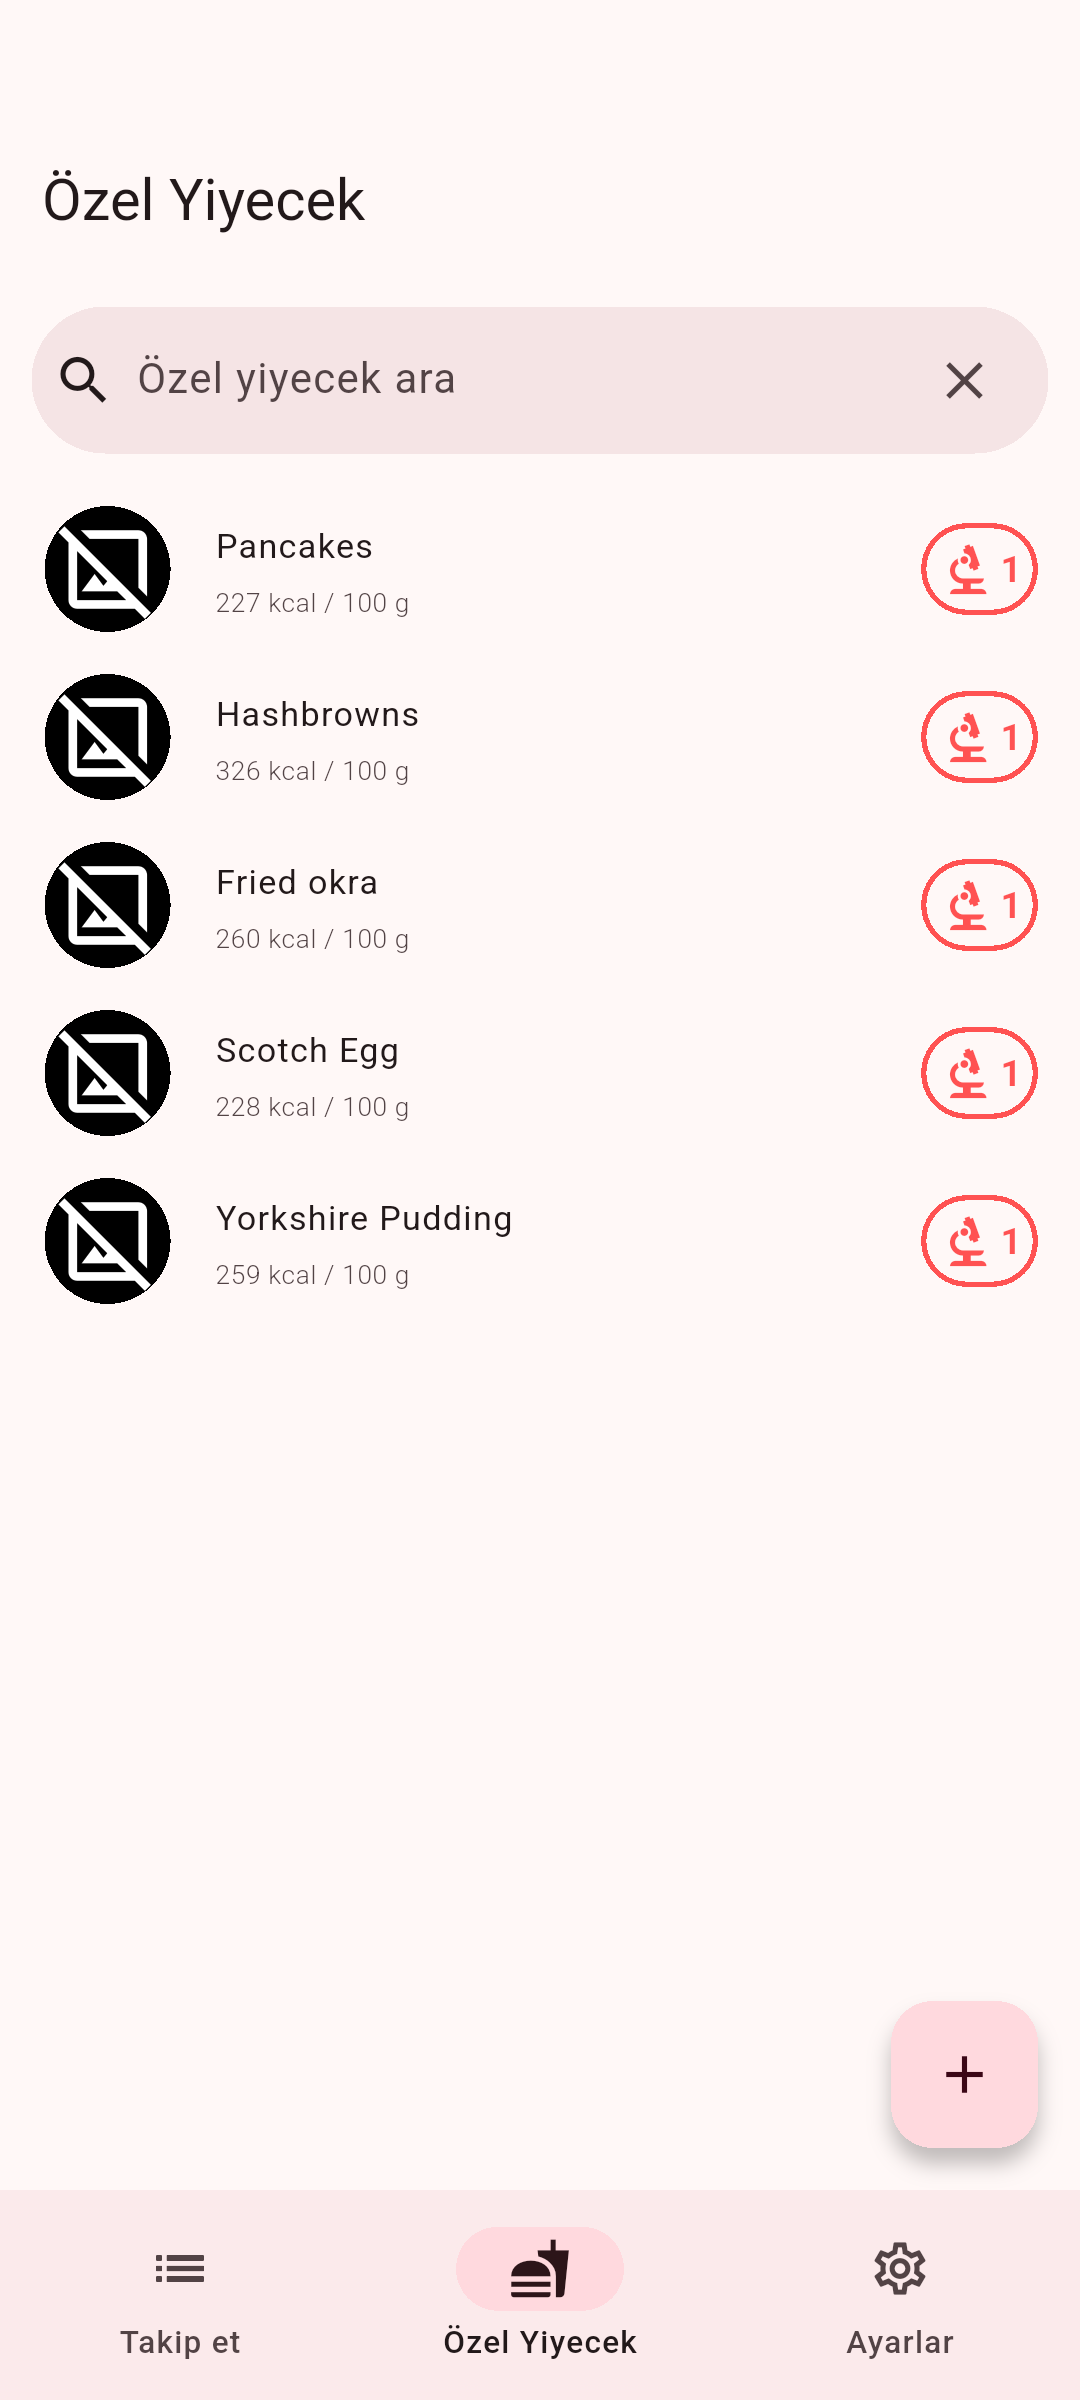 Özel Yiyecek
Özel yiyecek ara
Pancakes
227 kcal / 100 g
1
Hashbrowns
326 kcal / 100 g
1
Fried okra
260 kcal / 100 g
1
Scotch Egg
228 kcal / 100 g
1
Yorkshire Pudding
259 kcal / 100 g
1
Takip et
Özel Yiyecek
Ayarlar